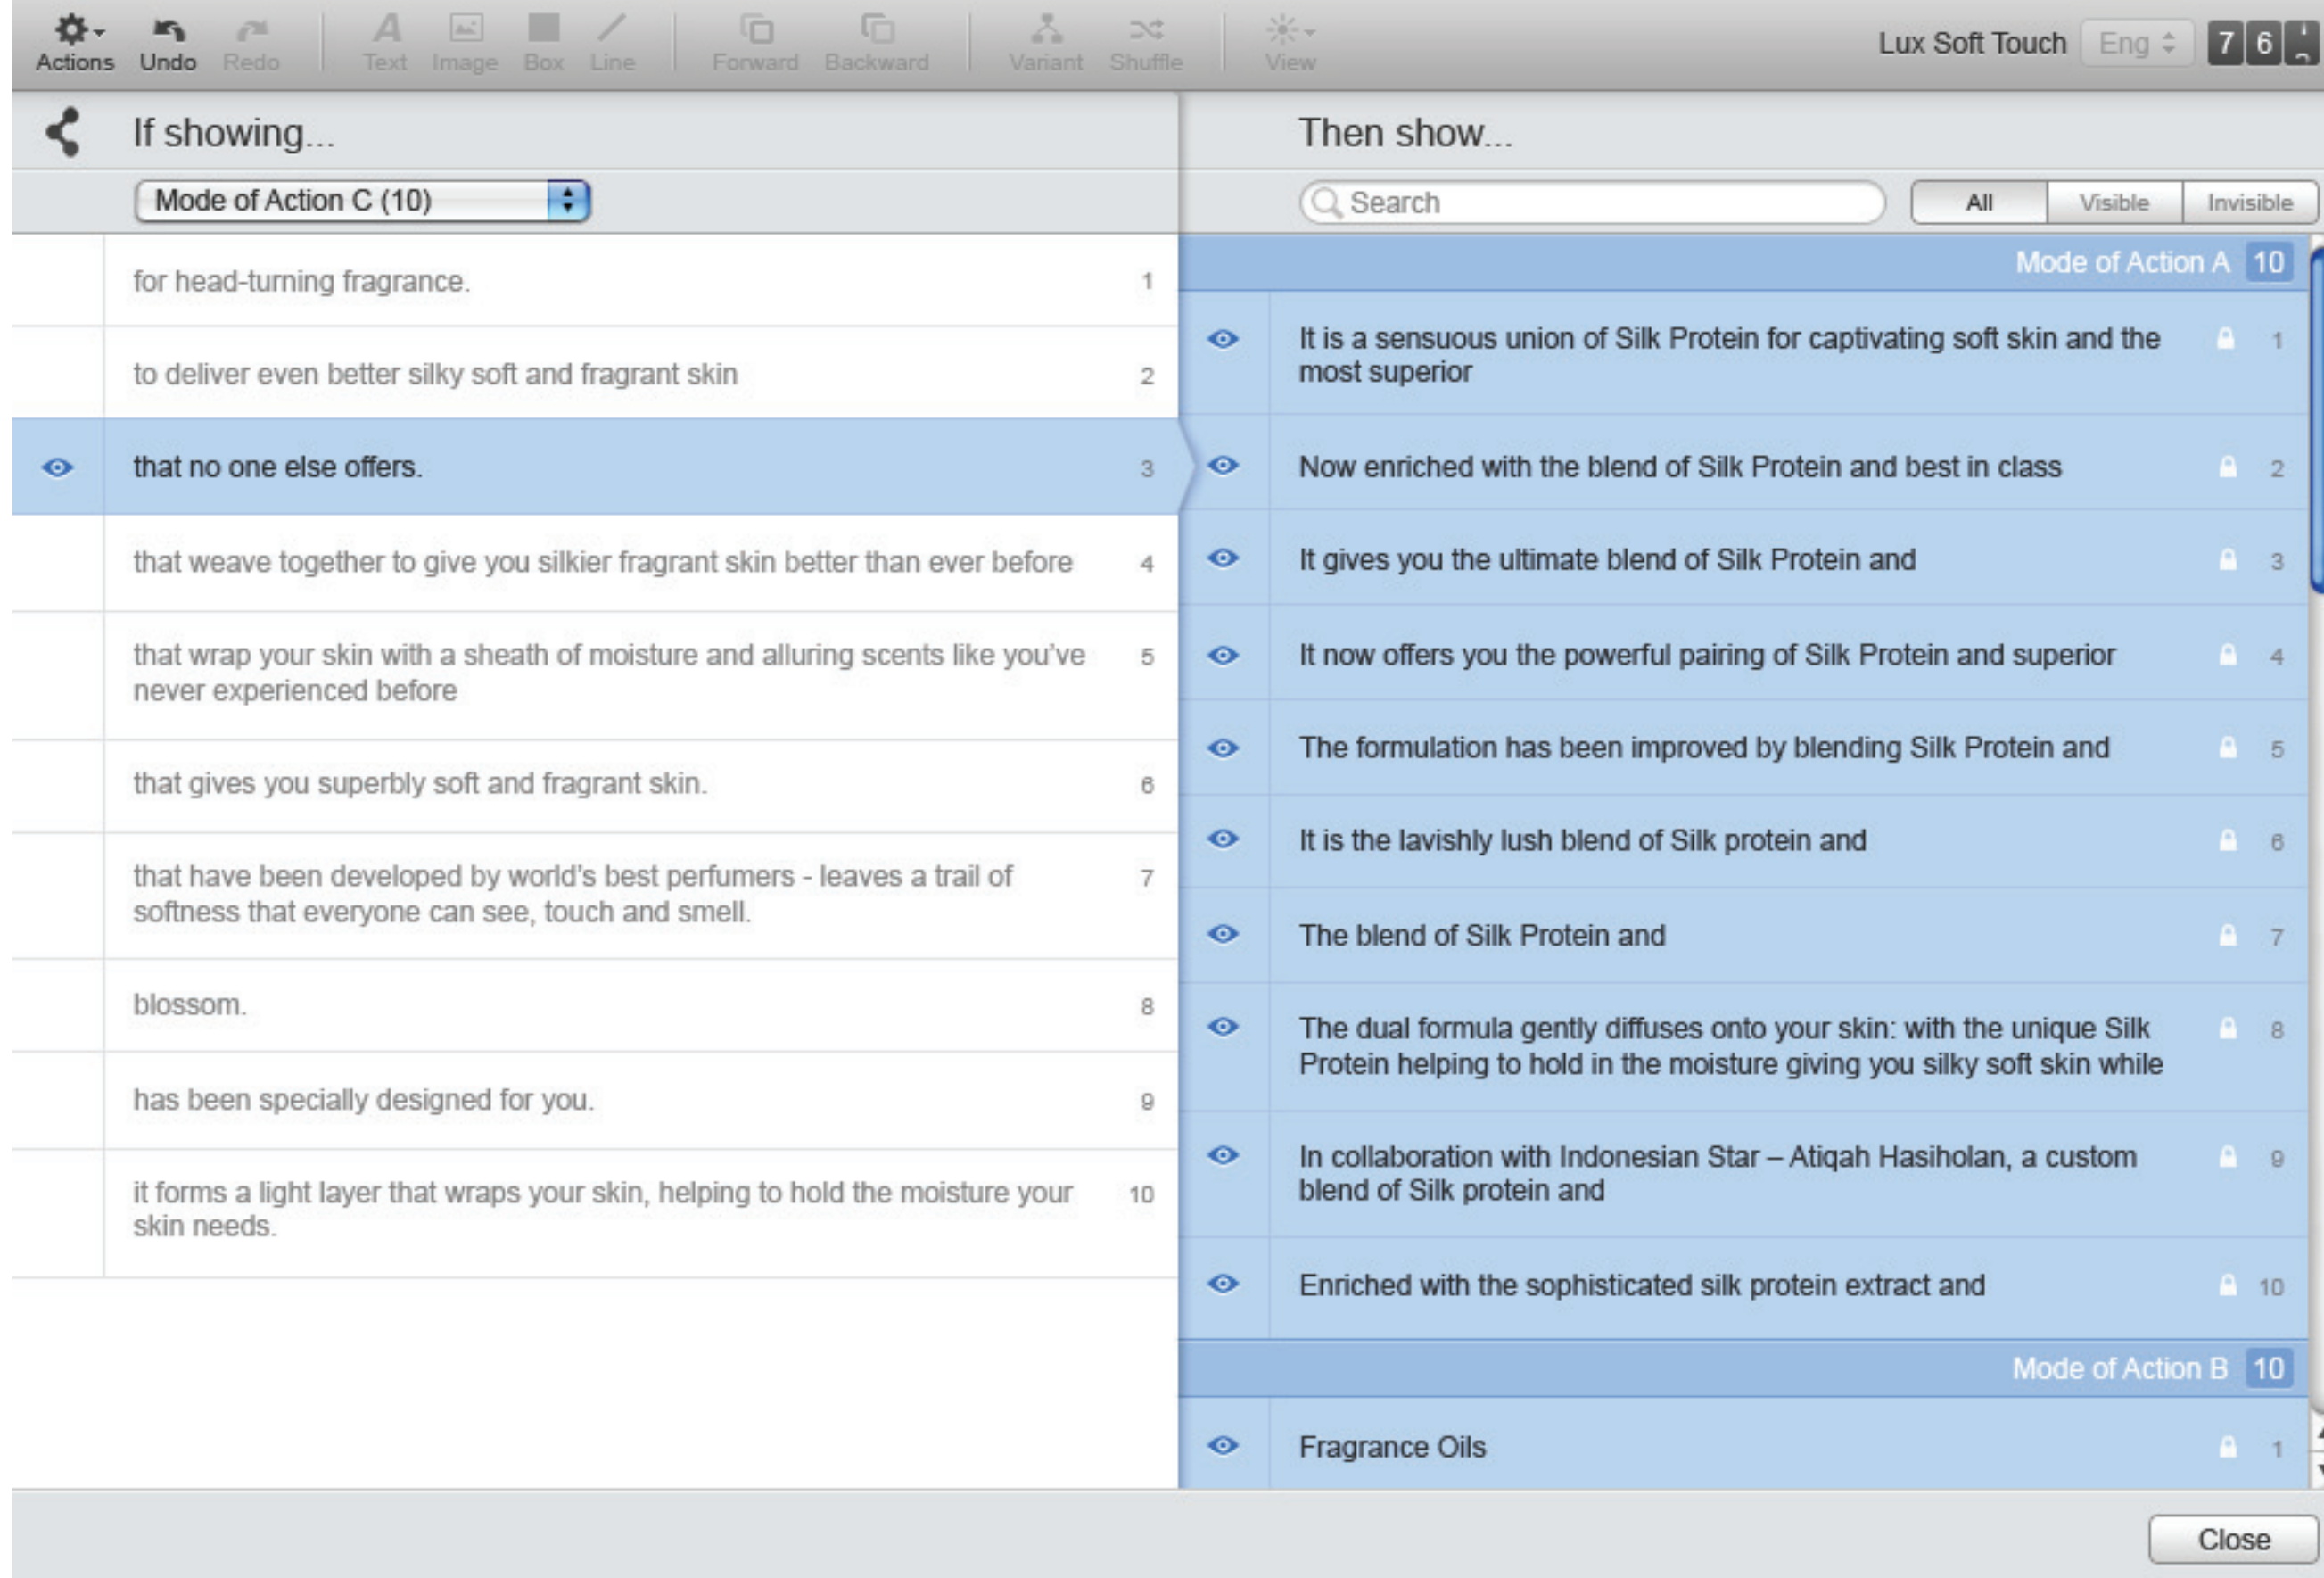 Actions Undo Redo Text Image Box Line Forward Backward Variant Shuffle View Lux Soft Touch Eng 7 6
If showing...
Mode of Action C (10)
for head-turning fragrance. 1
to deliver even better silky soft and fragrant skin 2
that no one else offers. 3
that weave together to give you silkier fragrant skin better than ever before 4
that wrap your skin with a sheath of moisture and alluring scents like you've 5
never experienced before
that gives you superbly soft and fragrant skin. 6
that have been developed by world's best perfumers - leaves a trail of 7
softness that everyone can see, touch and smell.
blossom. 8
has been specially designed for you. 9
it forms a light layer that wraps your skin, helping to hold the moisture your 10
skin needs.
Then show...
Search All Visible Invisible
Mode of Action A 10
It is a sensuous union of Silk Protein for captivating soft skin and the 1
most superior
Now enriched with the blend of Silk Protein and best in class 2
It gives you the ultimate blend of Silk Protein and 3
It now offers you the powerful pairing of Silk Protein and superior 4
The formulation has been improved by blending Silk Protein and 5
It is the lavishly lush blend of Silk protein and 6
The blend of Silk Protein and 7
The dual formula gently diffuses onto your skin: with the unique Silk 8
Protein helping to hold in the moisture giving you silky soft skin while
In collaboration with Indonesian Star – Atiqah Hasiholan, a custom 9
blend of Silk protein and
Enriched with the sophisticated silk protein extract and 10
Mode of Action B 10
Fragrance Oils 1
Close